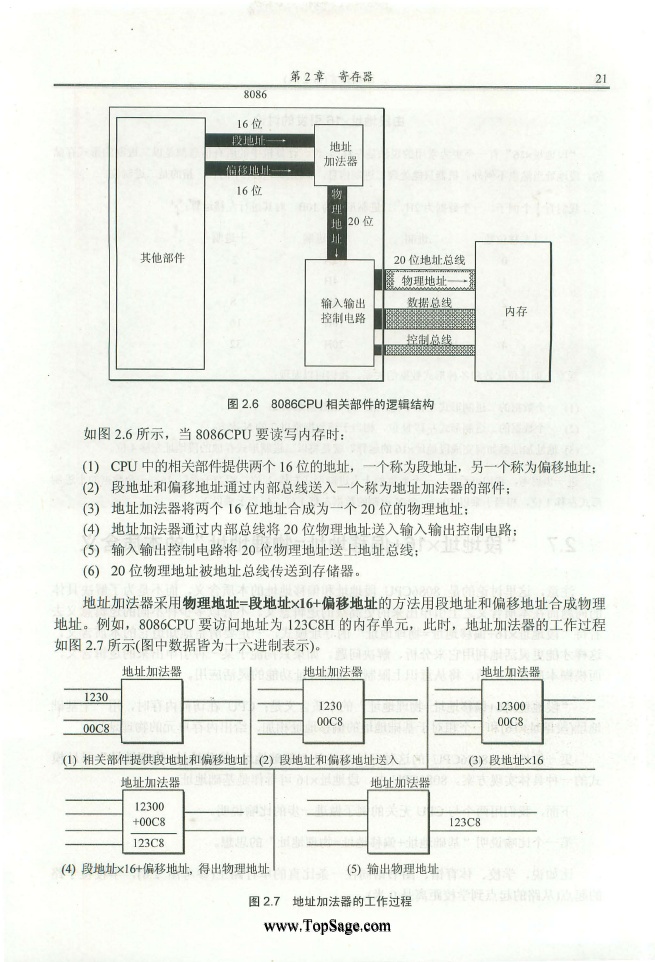 第2章 寄存器
21
8086
16 位
段地址
偏移地址
16 位
地址
加法器
物理地址
20 位
其他部件
输入输出
控制电路
20 位地址总线
物理地址
数据总线
控制总线
内存
图 2.6 8086CPU 相关部件的逻辑结构
如图 2.6 所示，当 8086CPU 要读写内存时：
(1) CPU 中的相关部件提供两个 16 位的地址，一个称为段地址，另一个称为偏移地址；
(2) 段地址和偏移地址通过内部总线送入一个称为地址加法器的部件；
(3) 地址加法器将两个 16 位地址合成为一个 20 位的物理地址；
(4) 地址加法器通过内部总线将 20 位物理地址送入输入输出控制电路；
(5) 输入输出控制电路将 20 位物理地址送上地址总线；
(6) 20 位物理地址被地址总线传送到存储器。
地址加法器采用物理地址=段地址×16+偏移地址的方法用段地址和偏移地址合成物理
地址。例如，8086CPU 要访问地址为 123C8H 的内存单元，此时，地址加法器的工作过程
如图 2.7 所示(图中数据皆为十六进制表示)。
地址加法器
1230
00C8
(1) 相关部件提供段地址和偏移地址
地址加法器
1230
00C8
(2) 段地址和偏移地址送入
地址加法器
12300
00C8
(3) 段地址×16
地址加法器
12300
+00C8
123C8
(4) 段地址×16+偏移地址, 得出物理地址
地址加法器
123C8
(5) 输出物理地址
图 2.7 地址加法器的工作过程
www.TopSage.com